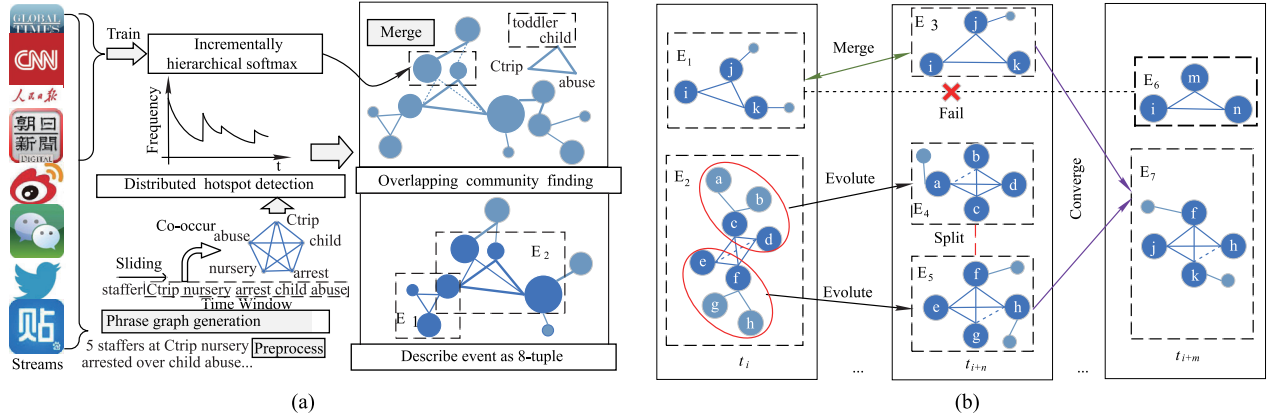 GLOBAL
TIMES
CNN
人民日报
朝日
新聞
DIGITAL
贴
Streams
Train
Incrementally
hierarchical softmax
Frequency
t
Distributed hotspot detection
Co-occur
Ctrip
abuse
child
nursery
arrest
Sliding
staffer Ctrip nursery arrest child abuse
Time Window
Phrase graph generation
5 staffers at Ctrip nursery
arrested over child abuse...
Preprocess
Merge
toddler
child
Ctrip
abuse
Overlapping community finding
E 2
E 1
Describe event as 8-tuple
(a)
E1
j
i
k
E2
a
b
c
d
e
f
g
h
ti
Merge
Evolute
Evolute
...
E 3
j
i
k
Fail
b
a
d
c
E4
Split
E5
f
e
h
g
ti+n
Converge
...
E6
m
i
n
E7
f
j
h
k
ti+m
(b)